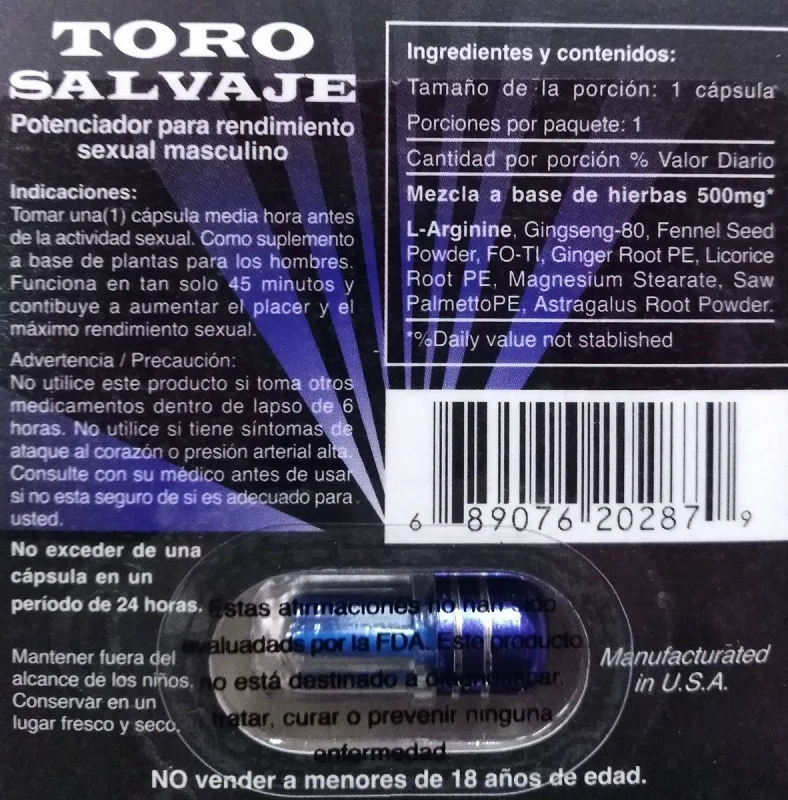 TORO
SALVAJE
Potenciador para rendimiento
sexual masculino
Indicaciones:
Tomar una(1) cápsula media hora antes
de la actividad sexual. Como suplemento
a base de plantas para los hombres.
Funciona en tan solo 45 minutos y
contibuye a aumentar el placer y el
máximo rendimiento sexual.
Advertencia / Precaución:
No utilice este producto si toma otros
medicamentos dentro de lapso de 6
horas. No utilice si tiene síntomas de
ataque al corazón o presión arterial alta.
Consulte con su médico antes de usar
si no esta seguro de si es adecuado para
usted.
No exceder de una
cápsula en un
período de 24 horas.
Mantener fuera del
alcance de los niños.
Conservar en un
lugar fresco y seco.
Ingredientes y contenidos:
Tamaño de la porción: 1 cápsula
Porciones por paquete: 1
Cantidad por porción % Valor Diario
Mezcla a base de hierbas 500mg*
L-Arginine, Gingseng-80, Fennel Seed
Powder, FO-TI, Ginger Root PE, Licorice
Root PE, Magnesium Stearate, Saw
PalmettoPE, Astragalus Root Powder.
*%Daily value not stablished
6 89076 20287 9
Estas afirmaciones no han sido
evaluadads por la FDA. Este producto
no está destinado a diagnosticar.
tratar, curar o prevenir ninguna
enfermedad
Manufacturated
in U.S.A.
NO vender a menores de 18 años de edad.